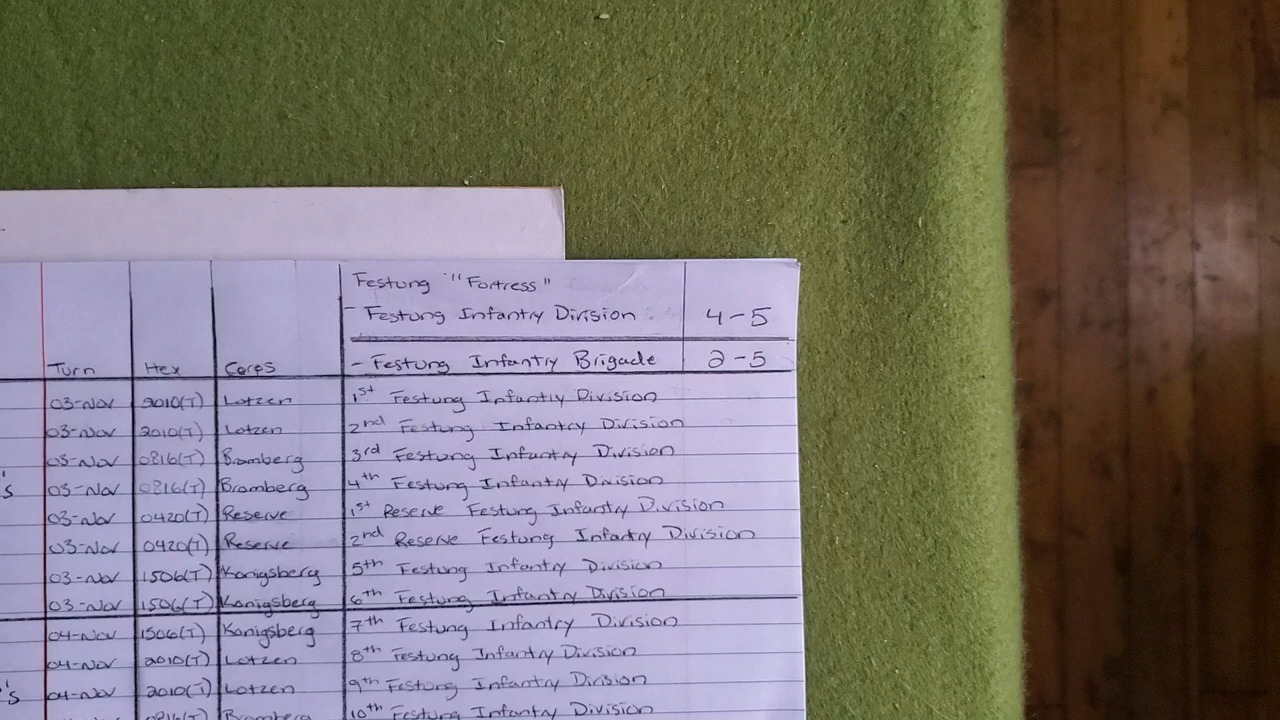 Festung "Fortress"
- Festung Infantry Division 4-5
Turn Hex Corps - Festung Infantry Brigade 2-5
03-Nov 2010(T) Lotzen 1st Festung Infantry Division
03-Nov 2010(T) Lotzen 2nd Festung Infantry Division
03-Nov 0816(T) Bromberg 3rd Festung Infantry Division
's 03-Nov 0816(T) Bromberg 4th Festung Infantry Division
03-Nov 0420(T) Reserve 1st Reserve Festung Infantry Division
03-Nov 0420(T) Reserve 2nd Reserve Festung Infantry Division
03-Nov 1506(T) Konigsberg 5th Festung Infantry Division
03-Nov 1506(T) Konigsberg 6th Festung Infantry Division
04-Nov 1506(T) Konigsberg 7th Festung Infantry Division
04-Nov 2010(T) Lotzen 8th Festung Infantry Division
's 04-Nov 2010(T) Lotzen 9th Festung Infantry Division
0816(T) Bromberg 10th Festung Infantry Division